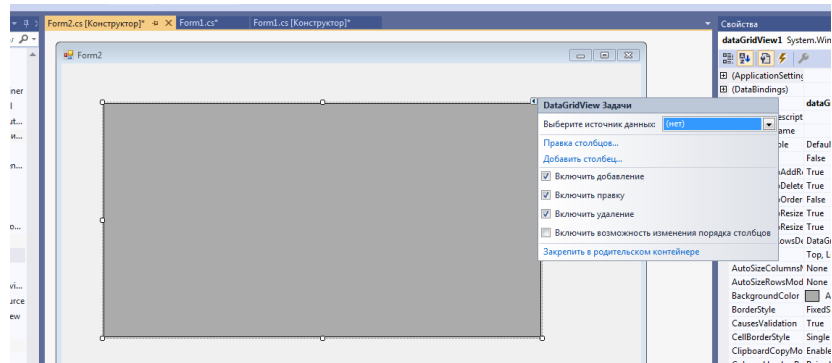 Form2.cs [Конструктор]*
Form1.cs*
Form1.cs [Конструктор]*
Свойства
dataGridView1 System.Win
Form2
(ApplicationSetting
(DataBindings)
DataGridView Задачи
Выберите источник данных: (нет)
Правка столбцов...
Добавить столбец...
Включить добавление
Включить правку
Включить удаление
Включить возможность изменения порядка столбцов
Закрепить в родительском контейнере
dataG
Defaul
False
True
True
False
True
True
DataGr
Top, L
AutoSizeColumnsM None
AutoSizeRowsMod None
BackgroundColor A
BorderStyle FixedS
CausesValidation True
CellBorderStyle Single
ClipboardCopyMo Enable